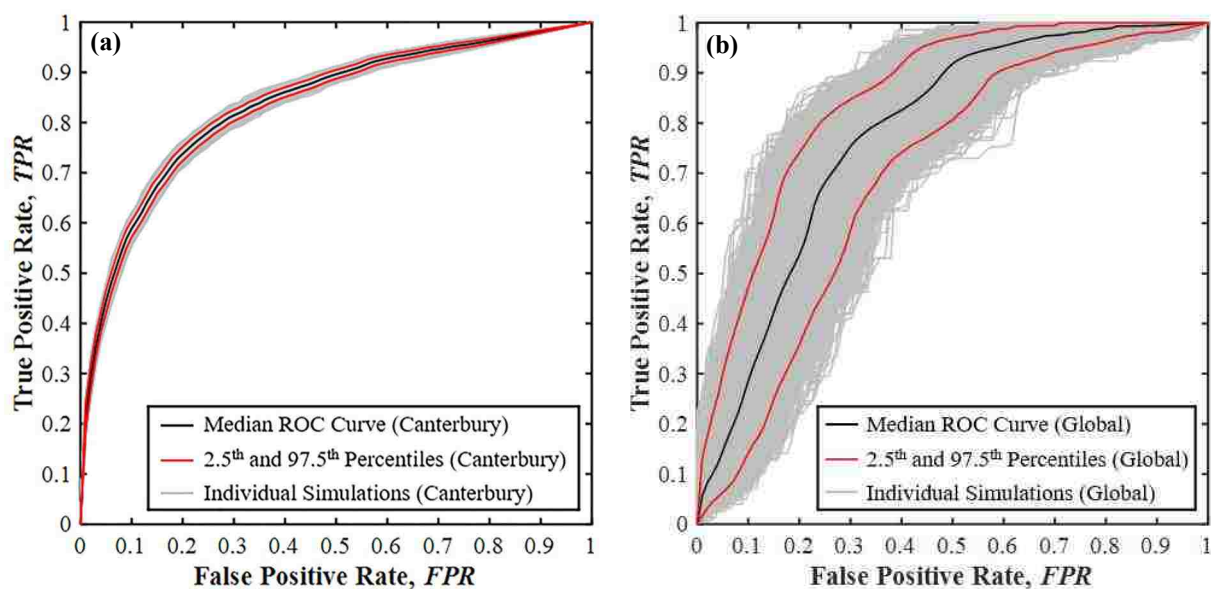 (a)
1
0.9
0.8
0.7
0.6
0.5
0.4
0.3
0.2
0.1
0
True Positive Rate, TPR
Median ROC Curve (Canterbury)
2.5th and 97.5th Percentiles (Canterbury)
Individual Simulations (Canterbury)
0 0.1 0.2 0.3 0.4 0.5 0.6 0.7 0.8 0.9 1
False Positive Rate, FPR
(b)
1
0.9
0.8
0.7
0.6
0.5
0.4
0.3
0.2
0.1
0
True Positive Rate, TPR
Median ROC Curve (Global)
2.5th and 97.5th Percentiles (Global)
Individual Simulations (Global)
0 0.1 0.2 0.3 0.4 0.5 0.6 0.7 0.8 0.9 1
False Positive Rate, FPR